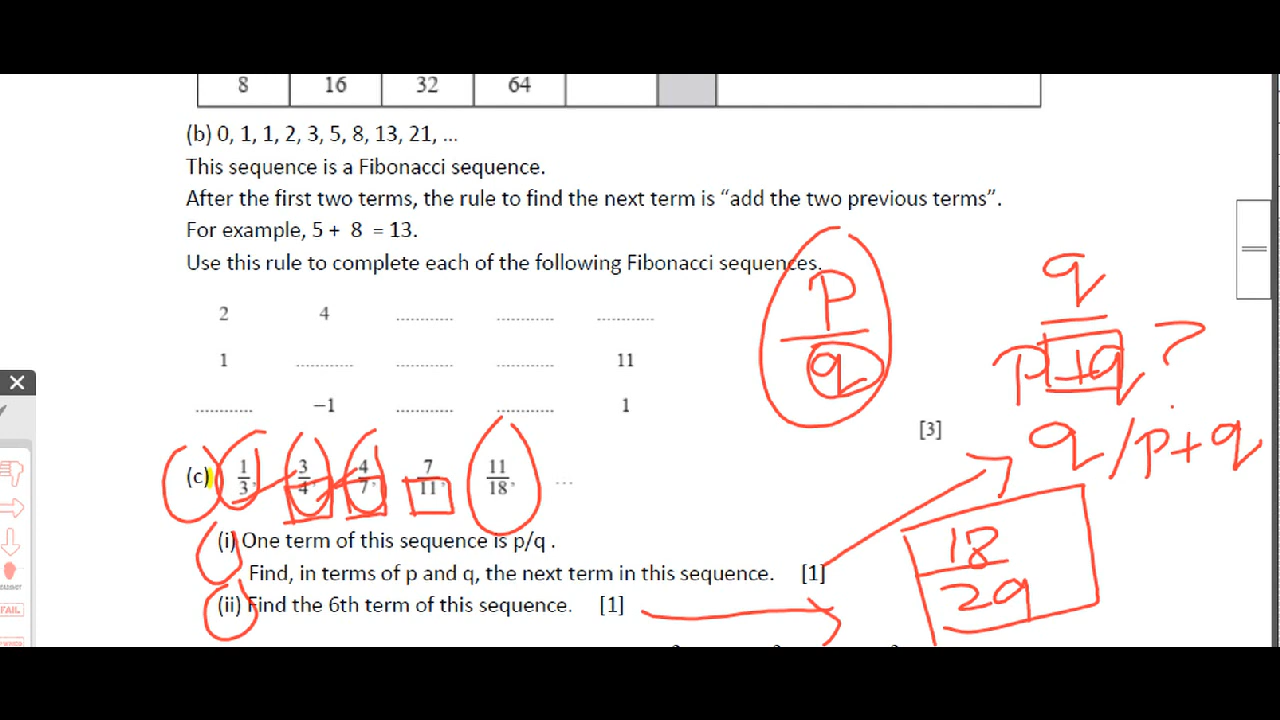 8 16 32 64
(b) 0, 1, 1, 2, 3, 5, 8, 13, 21, ...
This sequence is a Fibonacci sequence.
After the first two terms, the rule to find the next term is “add the two previous terms”.
For example, 5 + 8 = 13.
Use this rule to complete each of the following Fibonacci sequences.
2 4 ............... ............... ...............
1 ............... ............... ............... 11
............... −1 ............... ............... 1
[3]
(c) 1/3, 3/4, 4/7, 7/11, 11/18, ...
(i) One term of this sequence is p/q .
Find, in terms of p and q, the next term in this sequence. [1]
(ii) Find the 6th term of this sequence. [1]
p/q
q
p+q ?
q/p+q
18
29
FAIL.